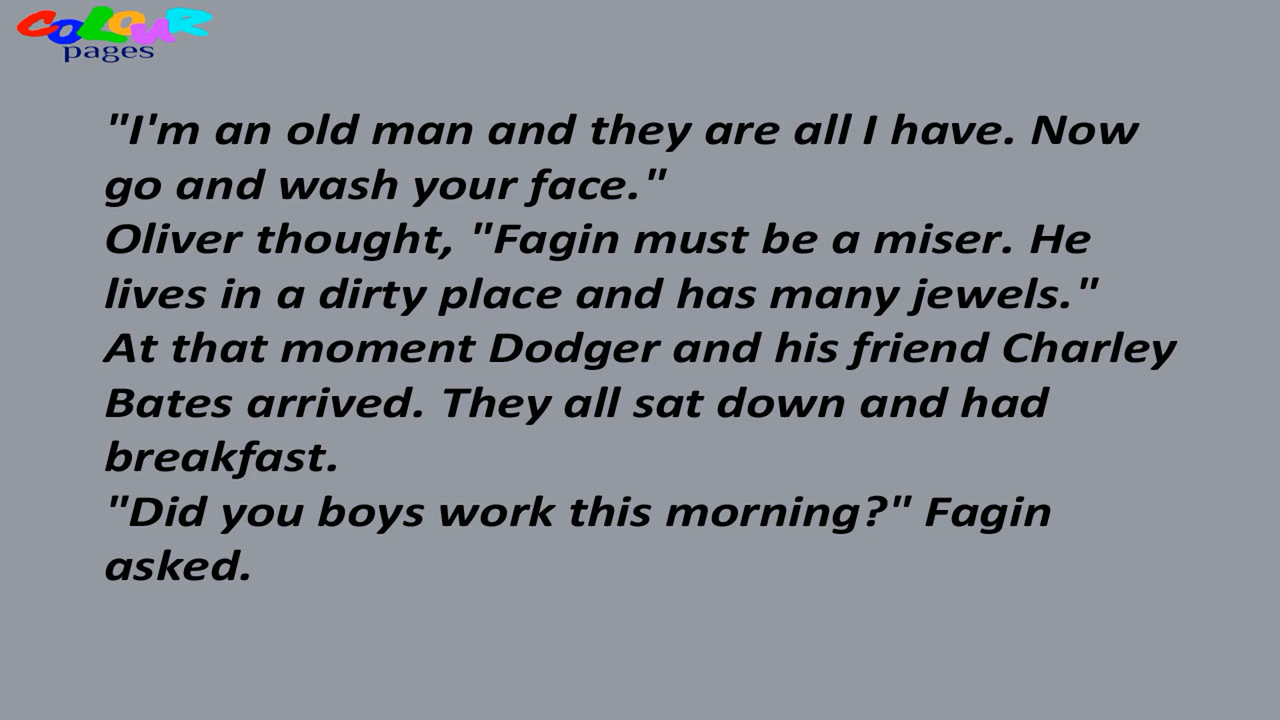 COLOUR
pages
"I'm an old man and they are all I have. Now
go and wash your face."
Oliver thought, "Fagin must be a miser. He
lives in a dirty place and has many jewels."
At that moment Dodger and his friend Charley
Bates arrived. They all sat down and had
breakfast.
"Did you boys work this morning?" Fagin
asked.